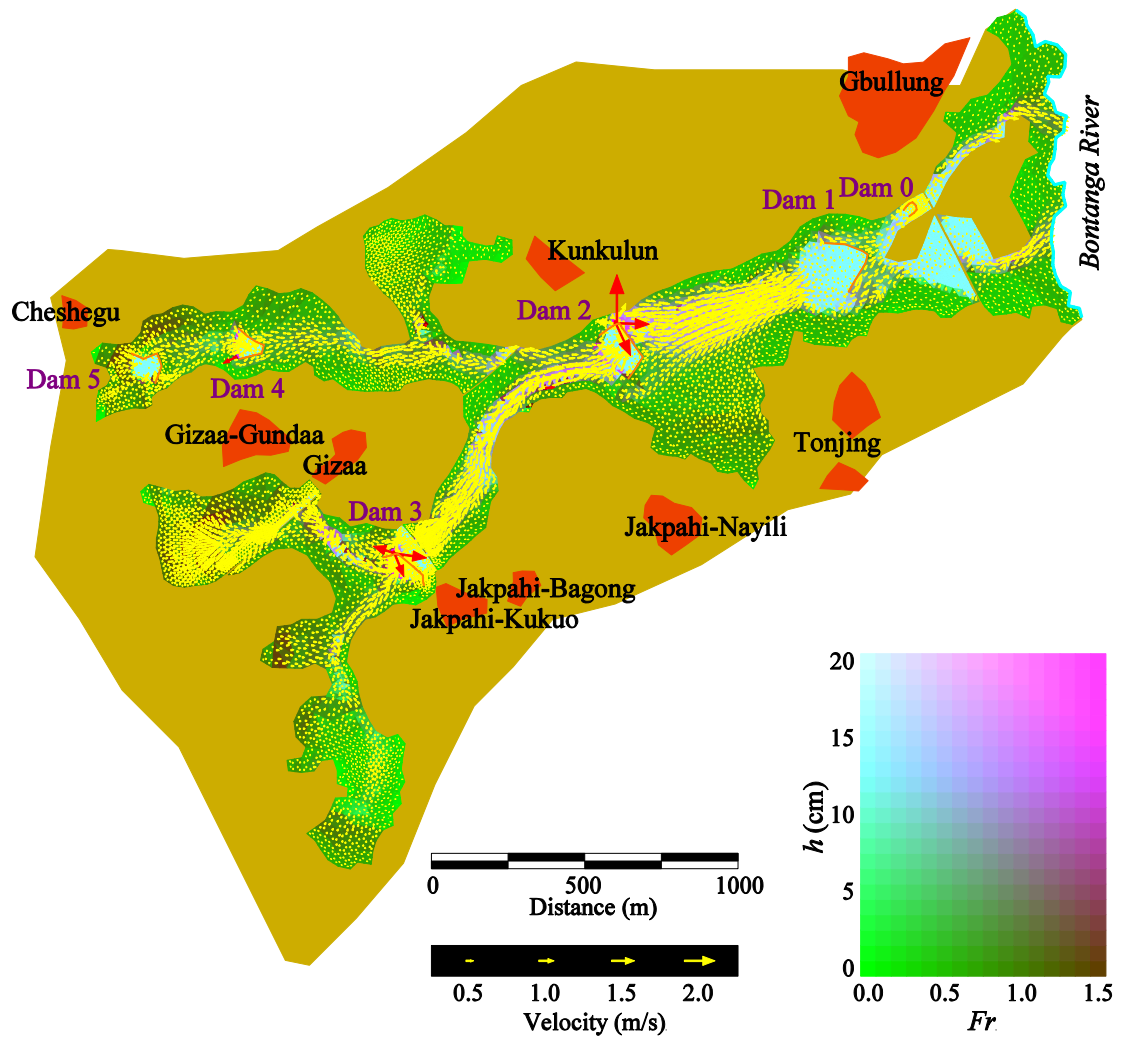 Gbullung
Bontanga River
Dam 1
Dam 0
Kunkulun
Dam 2
Cheshegu
Dam 5
Dam 4
Gizaa-Gundaa
Gizaa
Tonjing
Dam 3
Jakpahi-Nayili
Jakpahi-Bagong
Jakpahi-Kukuo
0 500 1000
Distance (m)
0.5 1.0 1.5 2.0
Velocity (m/s)
20
15
10
5
0
h (cm)
0.0 0.5 1.0 1.5
Fr